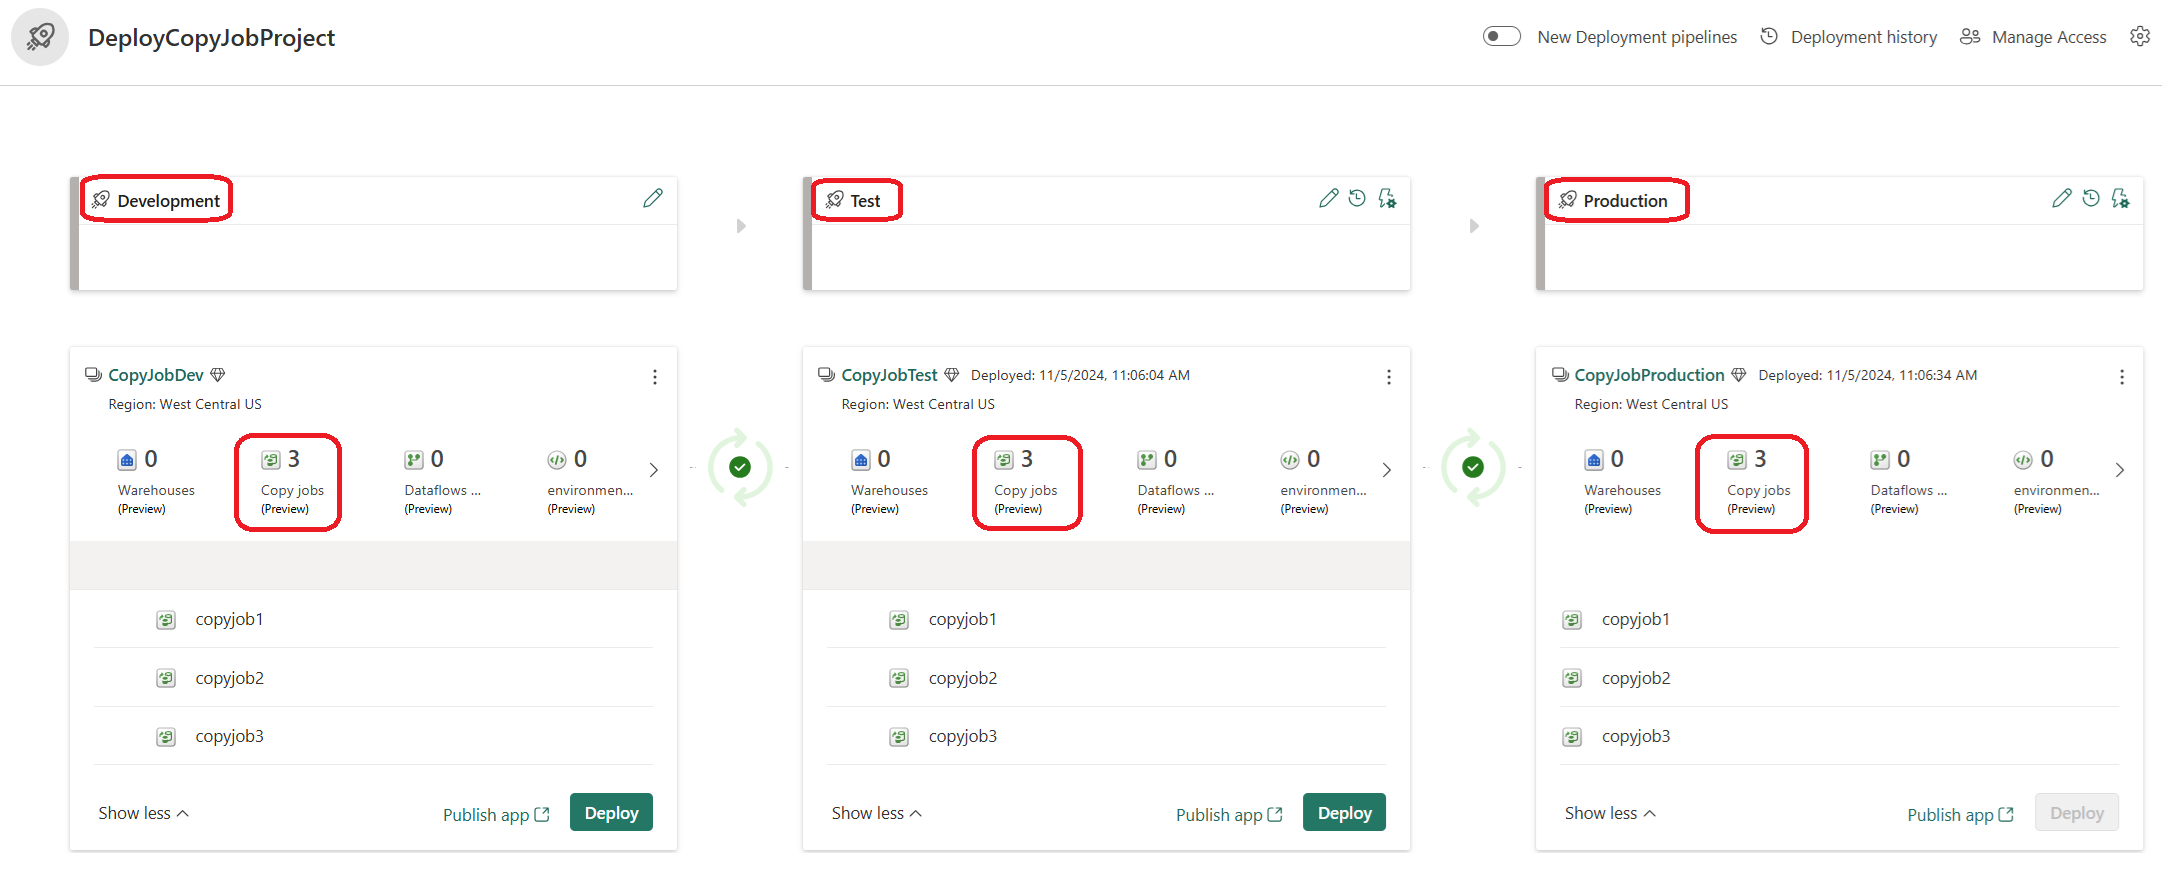 DeployCopyJobProject
New Deployment pipelines
Deployment history
Manage Access
Development
Test
Production
CopyJobDev
Region: West Central US
0
Warehouses
(Preview)
3
Copy jobs
(Preview)
0
Dataflows ...
(Preview)
0
environmen...
(Preview)
copyjob1
copyjob2
copyjob3
Show less
Publish app
Deploy
CopyJobTest Deployed: 11/5/2024, 11:06:04 AM
Region: West Central US
0
Warehouses
(Preview)
3
Copy jobs
(Preview)
0
Dataflows ...
(Preview)
0
environmen...
(Preview)
copyjob1
copyjob2
copyjob3
Show less
Publish app
Deploy
CopyJobProduction Deployed: 11/5/2024, 11:06:34 AM
Region: West Central US
0
Warehouses
(Preview)
3
Copy jobs
(Preview)
0
Dataflows ...
(Preview)
0
environmen...
(Preview)
copyjob1
copyjob2
copyjob3
Show less
Publish app
Deploy